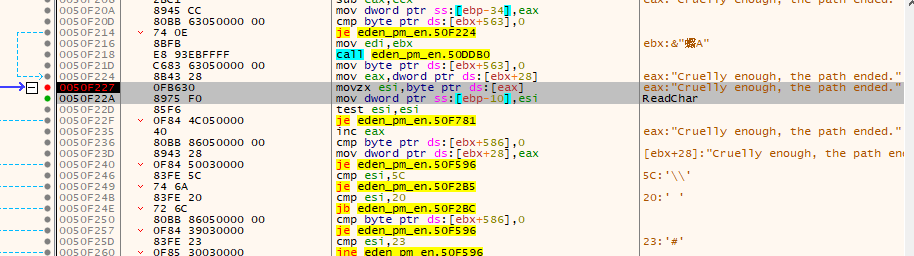 sub eax,ecx eax:"Cruelly enough, the path ended."
0050F20A 8945 CC mov dword ptr ss:[ebp-34],eax
0050F20D 80BB 63050000 00 cmp byte ptr ds:[ebx+563],0
0050F214 74 0E je eden_pm_en.50F224
0050F216 8BFB mov edi,ebx ebx:&"蝦A"
0050F218 E8 93EBFFFF call eden_pm_en.50DDB0
0050F21D C683 63050000 00 mov byte ptr ds:[ebx+563],0
0050F224 8B43 28 mov eax,dword ptr ds:[ebx+28] eax:"Cruelly enough, the path ended."
0050F227 0FB630 movzx esi,byte ptr ds:[eax] eax:"Cruelly enough, the path ended."
0050F22A 8975 F0 mov dword ptr ss:[ebp-10],esi ReadChar
0050F22D 85F6 test esi,esi
0050F22F 0F84 4C050000 je eden_pm_en.50F781
0050F235 40 inc eax eax:"Cruelly enough, the path ended."
0050F236 80BB 86050000 00 cmp byte ptr ds:[ebx+586],0
0050F23D 8943 28 mov dword ptr ds:[ebx+28],eax [ebx+28]:"Cruelly enough, the path en
0050F240 0F84 50030000 je eden_pm_en.50F596
0050F246 83FE 5C cmp esi,5C 5C:'\\'
0050F249 74 6A je eden_pm_en.50F2B5
0050F24B 83FE 20 cmp esi,20 20:' '
0050F24E 72 6C jb eden_pm_en.50F2BC
0050F250 80BB 86050000 00 cmp byte ptr ds:[ebx+586],0
0050F257 0F84 39030000 je eden_pm_en.50F596
0050F25D 83FE 23 cmp esi,23 23:'#'
0050F260 0F85 30030000 jne eden_pm_en.50F596